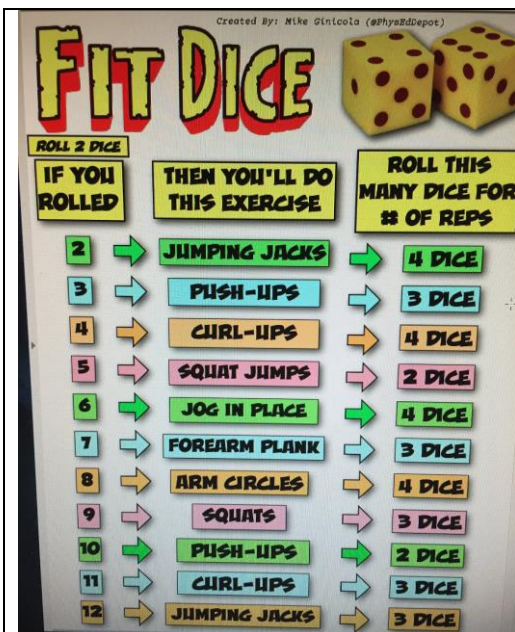 Created By: Mike Ginicola (@PhysEdDepot)
FIT DICE
ROLL 2 DICE
IF YOU
ROLLED
THEN YOU'LL DO
THIS EXERCISE
ROLL THIS
MANY DICE FOR
# OF REPS
2 JUMPING JACKS 4 DICE
3 PUSH-UPS 3 DICE
4 CURL-UPS 4 DICE
5 SQUAT JUMPS 2 DICE
6 JOG IN PLACE 4 DICE
7 FOREARM PLANK 3 DICE
8 ARM CIRCLES 4 DICE
9 SQUATS 3 DICE
10 PUSH-UPS 2 DICE
11 CURL-UPS 3 DICE
12 JUMPING JACKS 3 DICE